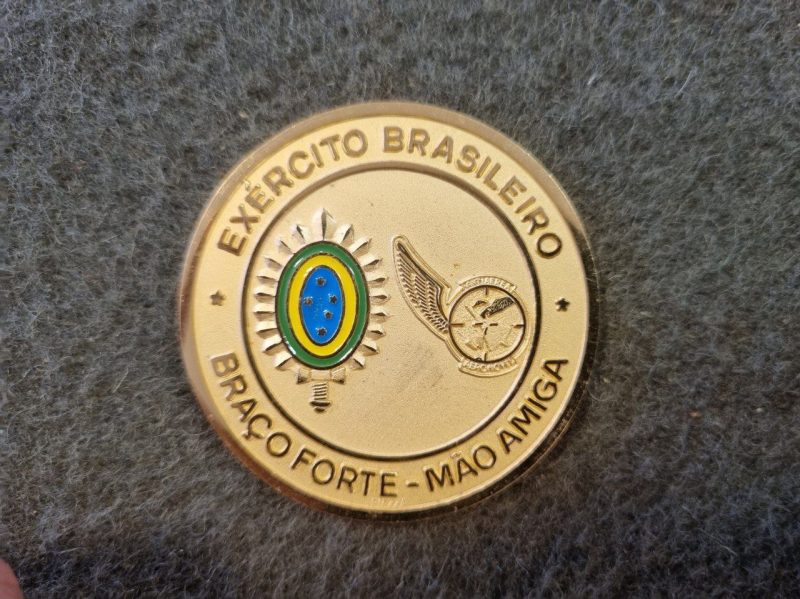 EXÉRCITO BRASILEIRO
BRAÇO FORTE - MÃO AMIGA